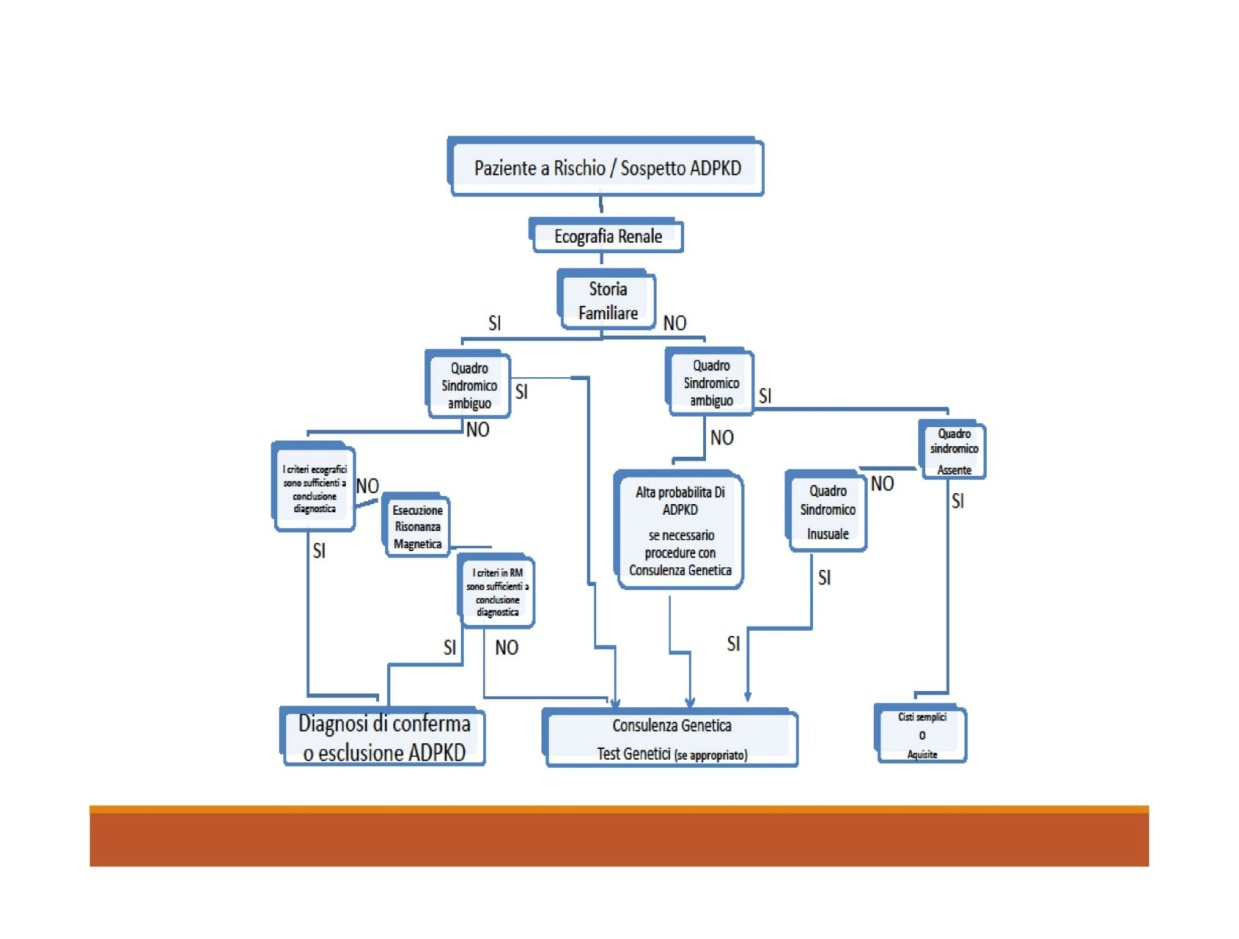 Paziente a Rischio / Sospetto ADPKD
Ecografia Renale
Storia
Familiare
SI
NO
Quadro
Sindromico
ambiguo
SI
NO
Quadro
Sindromico
ambiguo
SI
NO
I criteri ecografici
sono sufficienti a
conclusione
diagnostica
NO
SI
Esecuzione
Risonanza
Magnetica
I criteri in RM
sono sufficienti a
conclusione
diagnostica
SI
NO
Alta probabilita Di
ADPKD
se necessario
procedure con
Consulenza Genetica
Quadro
sindromico
Assente
NO
SI
Quadro
Sindromico
Inusuale
SI
SI
Diagnosi di conferma
o esclusione ADPKD
Consulenza Genetica
Test Genetici (se appropriato)
Cisti semplici
O
Aquisite